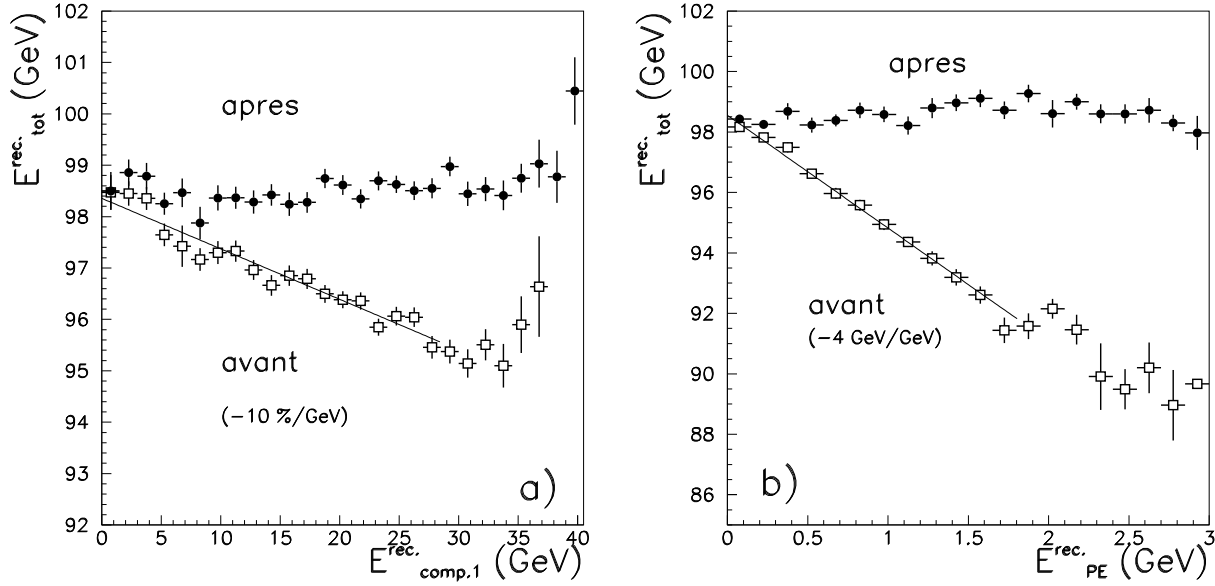 E rec. tot (GeV)
102
101
100
99
98
97
96
95
94
93
92
apres
avant
(−10 %/GeV)
a)
0 5 10 15 20 25 30 35 40
E rec. comp.1 (GeV)
E rec. tot (GeV)
102
100
98
96
94
92
90
88
86
apres
avant
(−4 GeV/GeV)
b)
0 0.5 1 1.5 2 2.5 3
E rec. PE (GeV)